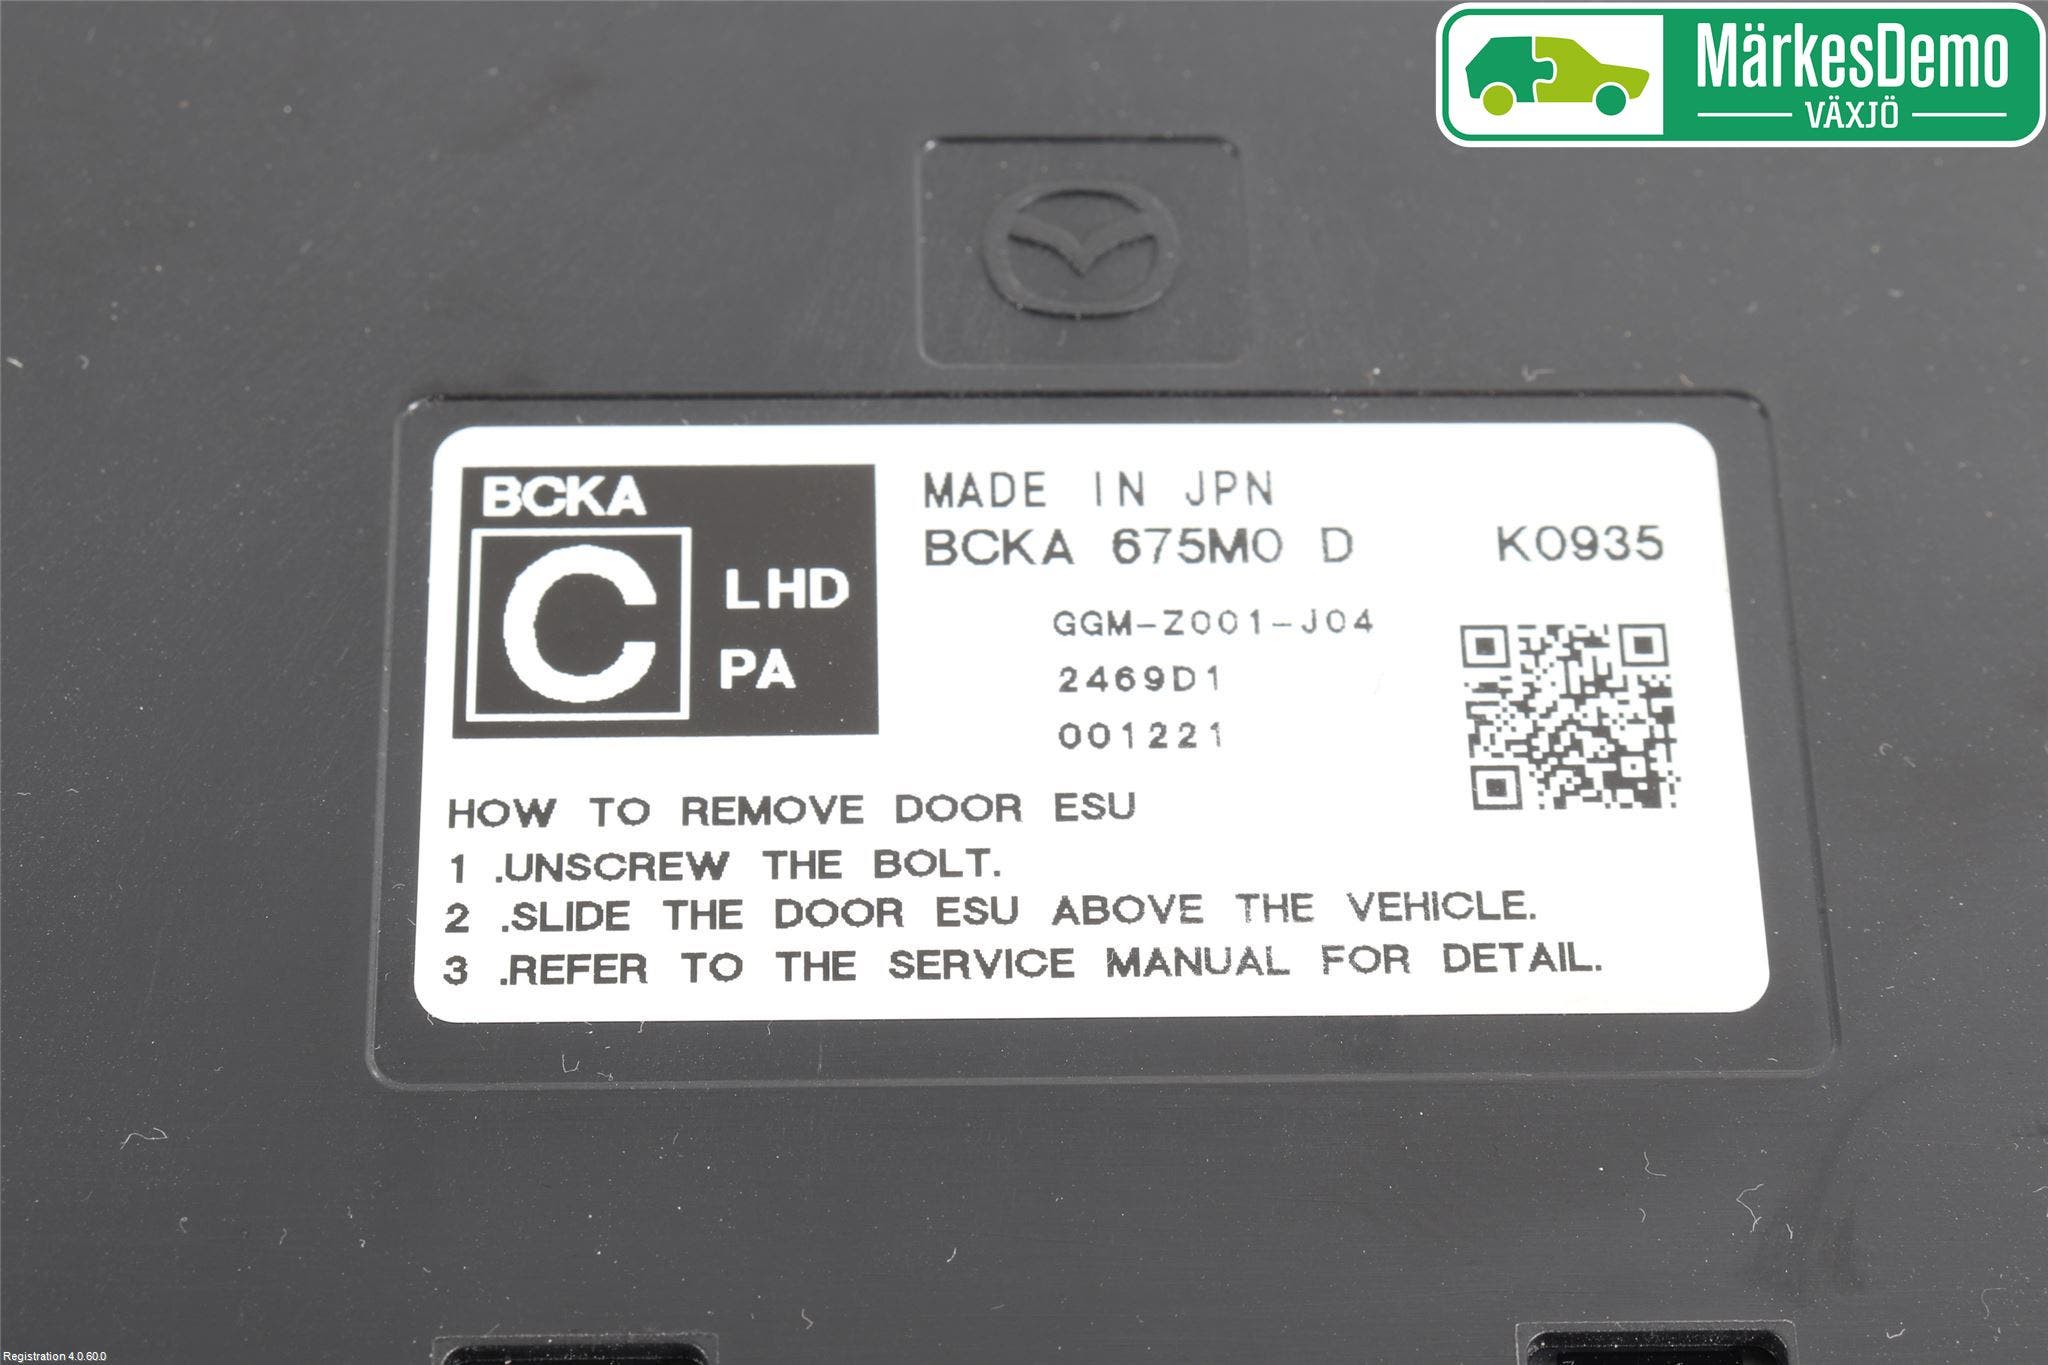 MärkesDemo
VÄXJÖ
BCKA
C
LHD
PA
MADE IN JPN
BCKA 675M0 D K0935
GGM-Z001-J04
2469D1
001221
HOW TO REMOVE DOOR ESU
1 .UNSCREW THE BOLT.
2 .SLIDE THE DOOR ESU ABOVE THE VEHICLE.
3 .REFER TO THE SERVICE MANUAL FOR DETAIL.
Registration 4.0.60.0